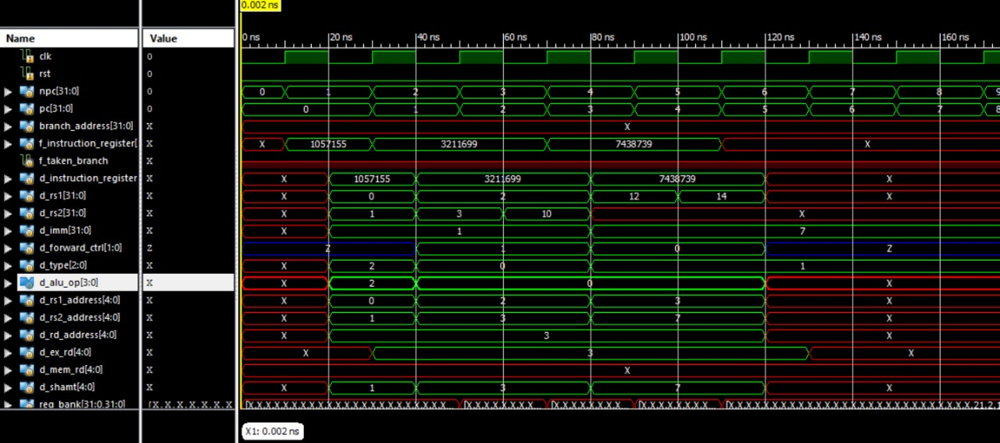 0.002 ns
Name Value 0 ns 20 ns 40 ns 60 ns 80 ns 100 ns 120 ns 140 ns 160 ns
clk 0
rst 0
npc[31:0] 0 0 1 2 3 4 5 6 7 8 9
pc[31:0] 0 0 1 2 3 4 5 6 7 8
branch_address[31:0] X X
f_instruction_register[ X X 1057155 3211699 7438739 X
f_taken_branch X
d_instruction_register X X 1057155 3211699 7438739 X
d_rs1[31:0] X X 0 2 12 14 X
d_rs2[31:0] X X 1 3 10 X
d_imm[31:0] X X 1 7
d_forward_ctrl[1:0] Z Z 1 0 Z
d_type[2:0] X X 2 0 1
d_alu_op[3:0] X X 2 0 X
d_rs1_address[4:0] X X 0 2 3 X
d_rs2_address[4:0] X X 1 3 7 X
d_rd_address[4:0] X X 3 X
d_ex_rd[4:0] X X 3 X
d_mem_rd[4:0] X X
d_shamt[4:0] X X 1 3 7 X
reg_bank[31:0,31:0] [X,X,X,X,X,X,X
X1: 0.002 ns